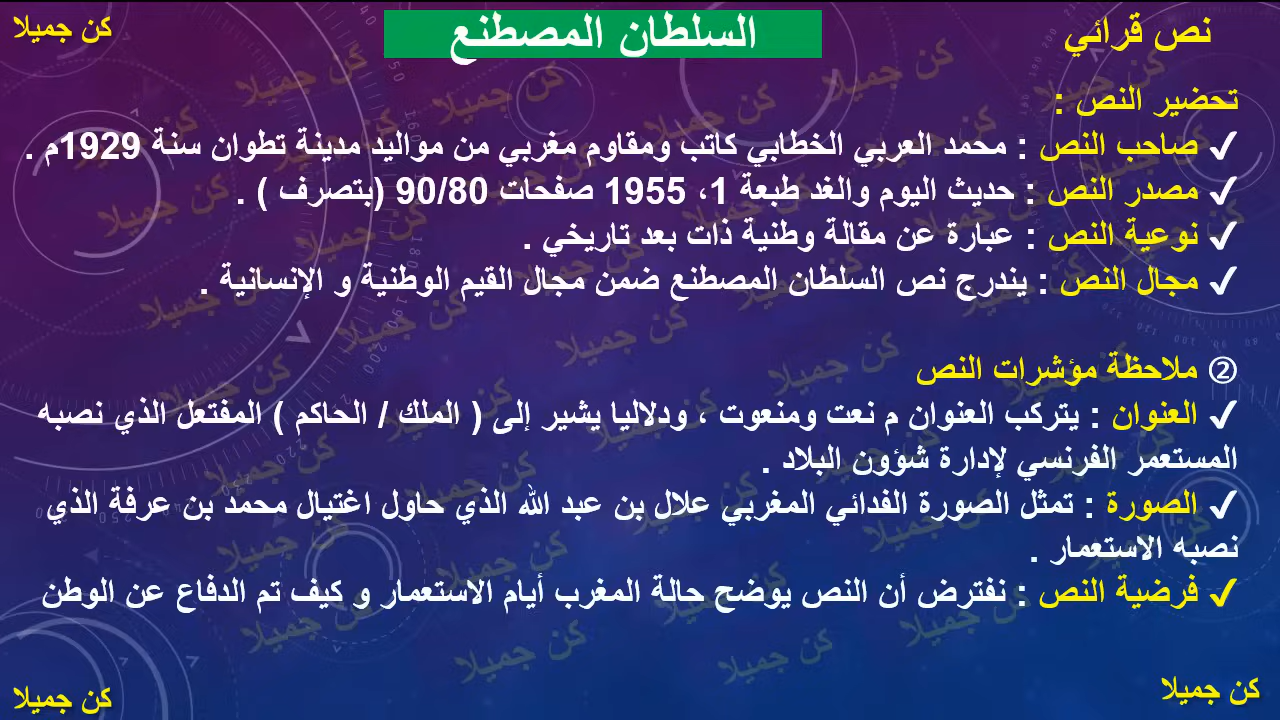 نص قرائي
السلطان المصطنع
كن جميلا
تحضير النص :
✓ صاحب النص : محمد العربي الخطابي كاتب ومقاوم مغربي من مواليد مدينة تطوان سنة 1929م .
✓ مصدر النص : حديث اليوم والغد طبعة 1، 1955 صفحات 90/80 (بتصرف ) .
✓ نوعية النص : عبارة عن مقالة وطنية ذات بعد تاريخي .
✓ مجال النص : يندرج نص السلطان المصطنع ضمن مجال القيم الوطنية و الإنسانية .
② ملاحظة مؤشرات النص
✓ العنوان : يتركب العنوان م نعت ومنعوت ، ودلاليا يشير إلى ( الملك / الحاكم ) المفتعل الذي نصبه
المستعمر الفرنسي لإدارة شؤون البلاد .
✓ الصورة : تمثل الصورة الفدائي المغربي علال بن عبد الله الذي حاول اغتيال محمد بن عرفة الذي
نصبه الاستعمار .
✓ فرضية النص : نفترض أن النص يوضح حالة المغرب أيام الاستعمار و كيف تم الدفاع عن الوطن
كن جميلا
كن جميلا